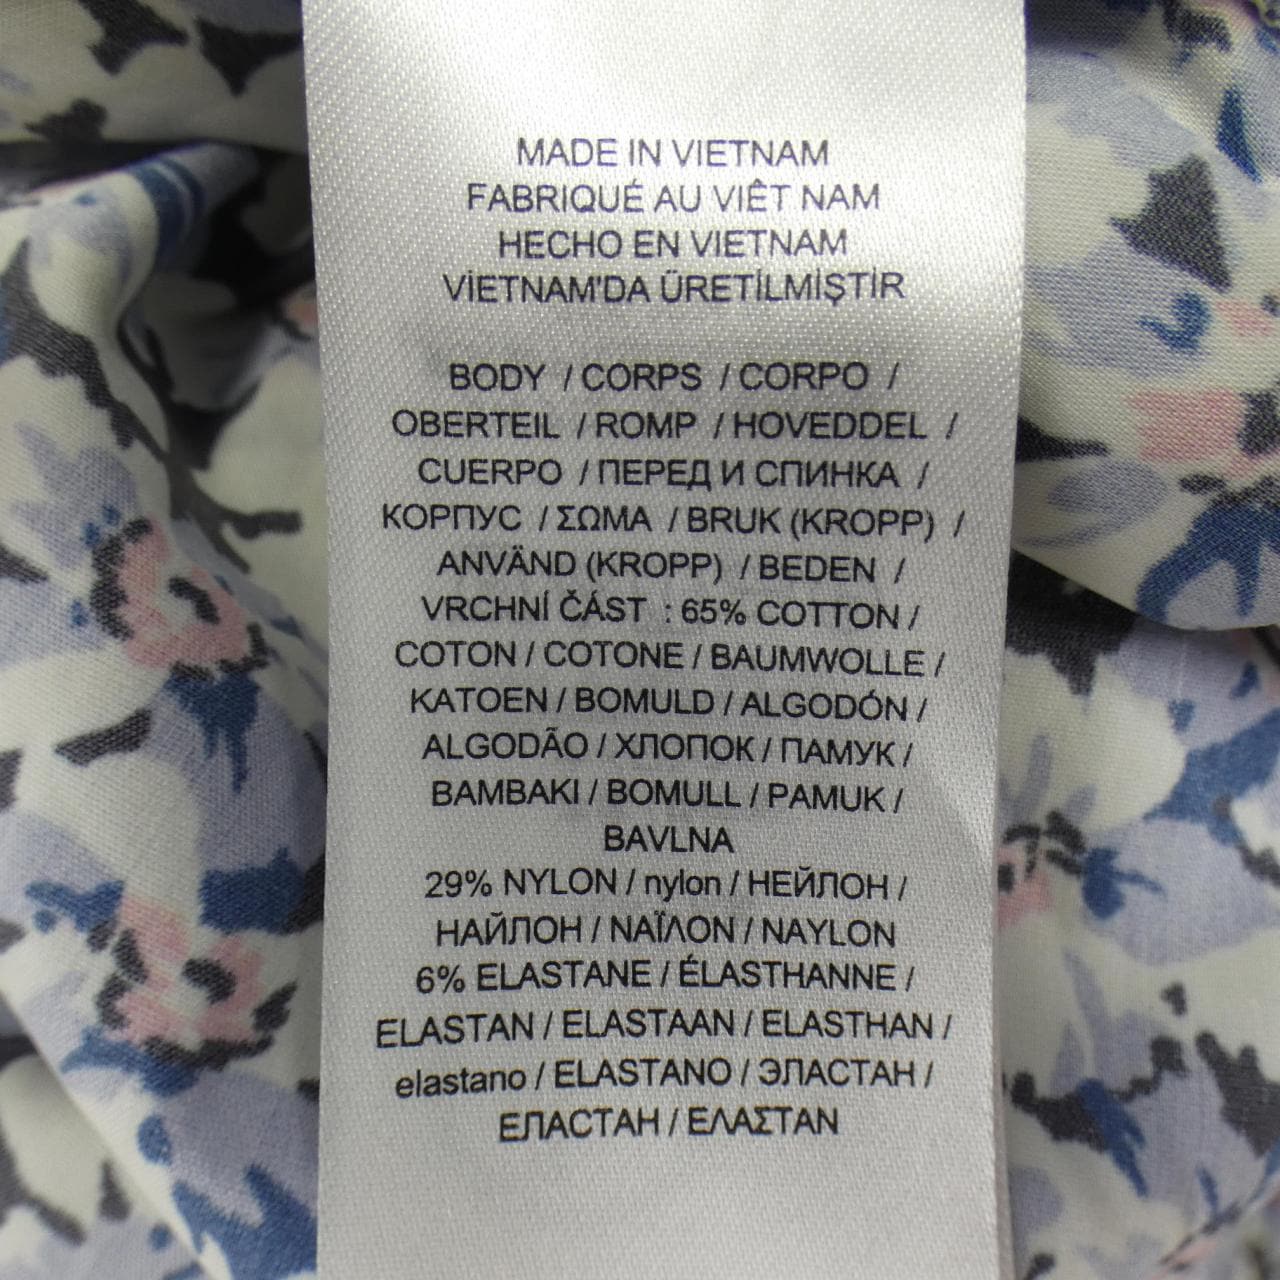 MADE IN VIETNAM
FABRIQUÉ AU VIÊT NAM
HECHO EN VIETNAM
VİETNAM'DA ÜRETİLMİŞTİR
BODY / CORPS / CORPO /
OBERTEIL / ROMP / HOVEDDEL /
CUERPO / ПЕРЕД И СПИНКА /
КОРПУС / ΣΩΜΑ / BRUK (KROPP) /
ANVÄND (KROPP) / BEDEN /
VRCHNÍ ČÁST : 65% COTTON /
COTON / COTONE / BAUMWOLLE /
KATOEN / BOMULD / ALGODÓN /
ALGODÃO / ХЛОПОК / ПАМУК /
BAMBAKI / BOMULL / PAMUK /
BAVLNA
29% NYLON / nylon / НЕЙЛОН /
НАЙЛОН / ΝΑΪΛΟΝ / NAYLON
6% ELASTANE / ÉLASTHANNE /
ELASTAN / ELASTAAN / ELASTHAN /
elastano / ELASTANO / ЭЛАСТАН /
ЕЛАСТАН / ΕΛΑΣΤΑΝ